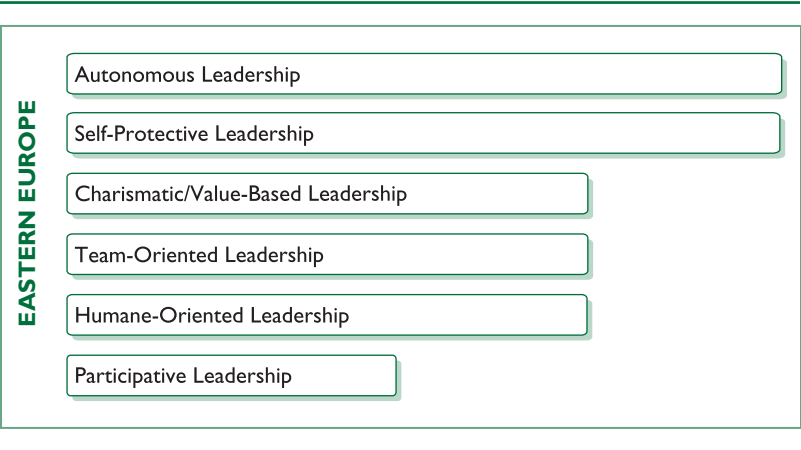 EASTERN EUROPE
Autonomous Leadership
Self-Protective Leadership
Charismatic/Value-Based Leadership
Team-Oriented Leadership
Humane-Oriented Leadership
Participative Leadership